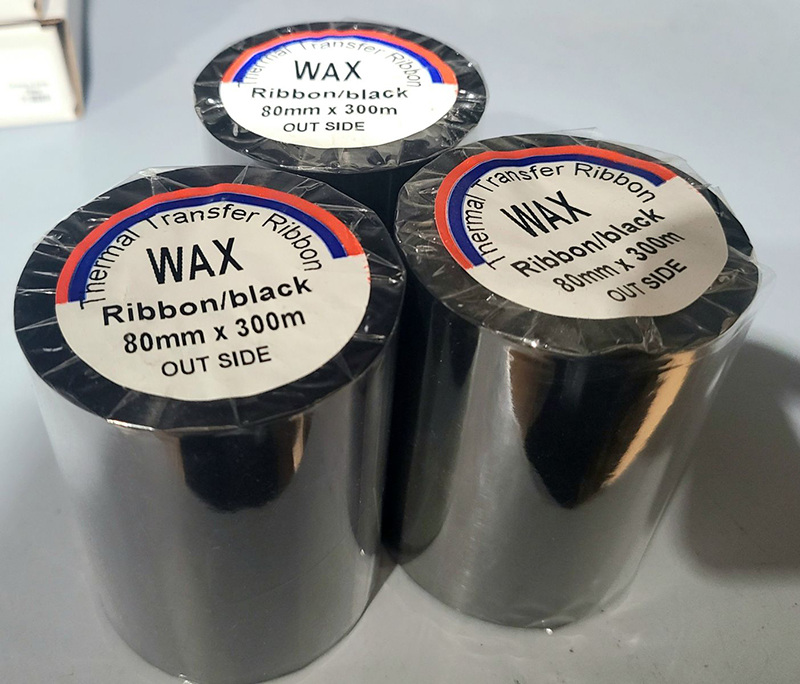 Thermal Transfer Ribbon
WAX
Ribbon/black
80mm x 300m
OUT SIDE
Thermal Transfer Ribbon
WAX
Ribbon/black
80mm x 300m
OUT SIDE
Thermal Transfer Ribbon
WAX
Ribbon/black
80mm x 300m
OUT SIDE